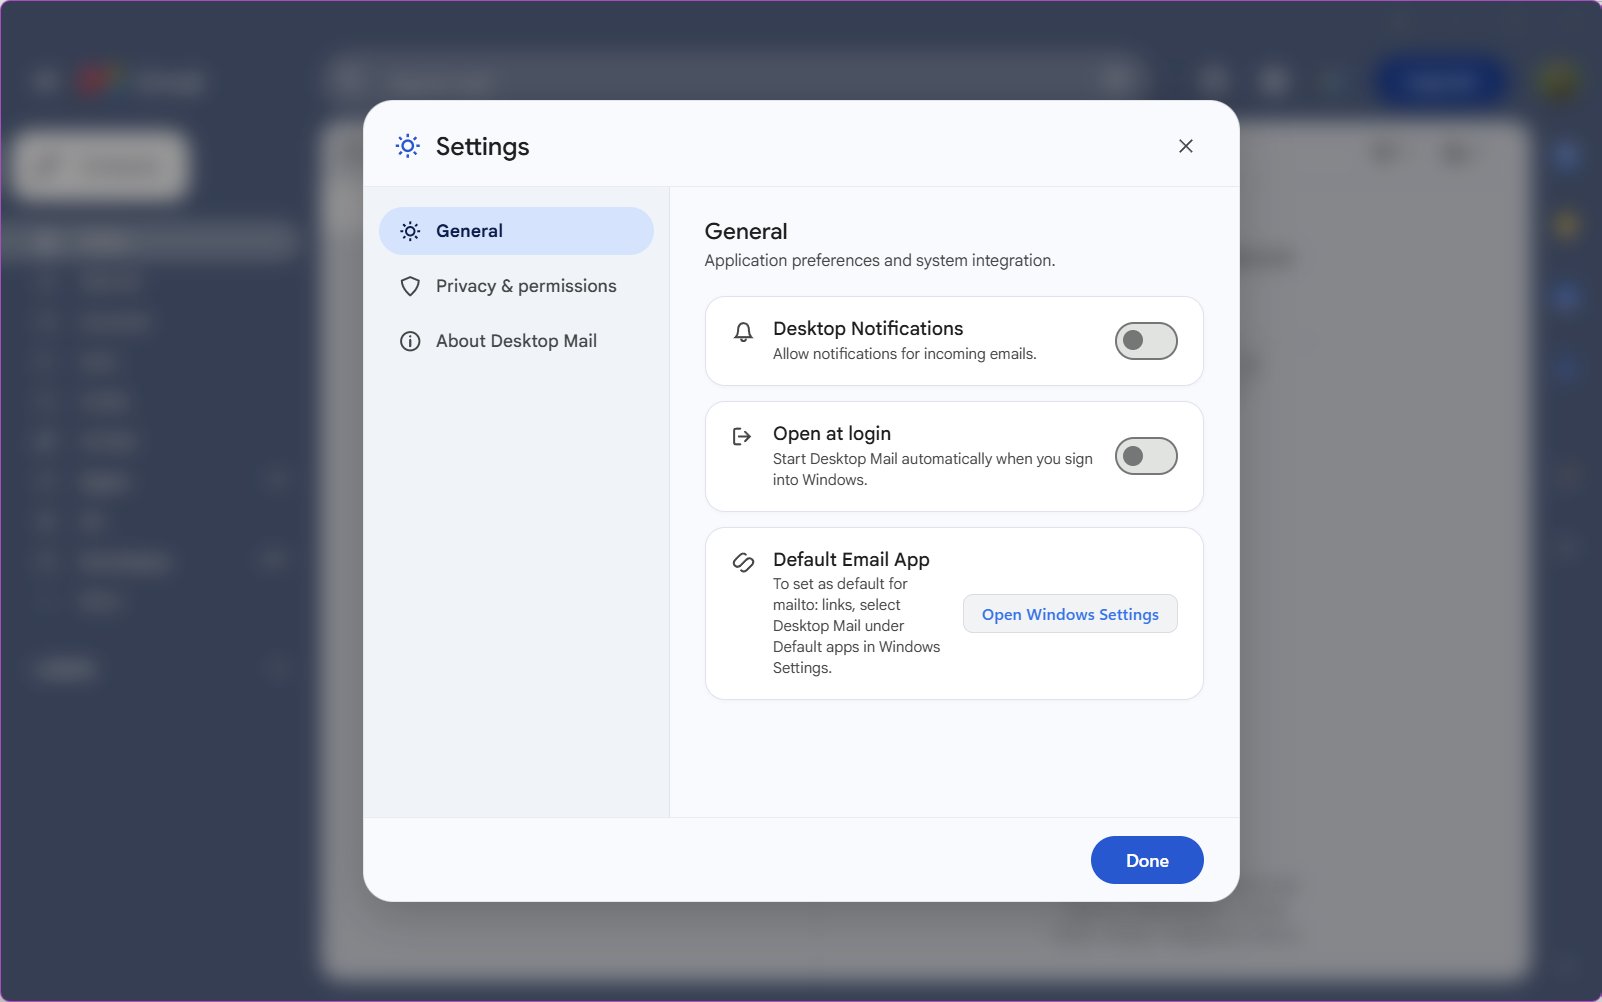 Settings
General
Privacy & permissions
About Desktop Mail
General
Application preferences and system integration.
Desktop Notifications
Allow notifications for incoming emails.
Open at login
Start Desktop Mail automatically when you sign
into Windows.
Default Email App
To set as default for
mailto: links, select
Desktop Mail under
Default apps in Windows
Settings.
Open Windows Settings
Done